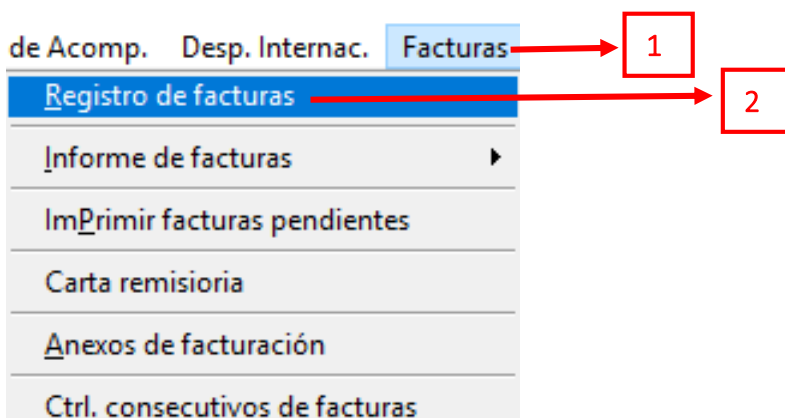 de Acomp. Desp. Internac. Facturas 1
Registro de facturas 2
Informe de facturas
ImPrimir facturas pendientes
Carta remisioria
Anexos de facturación
Ctrl. consecutivos de facturas